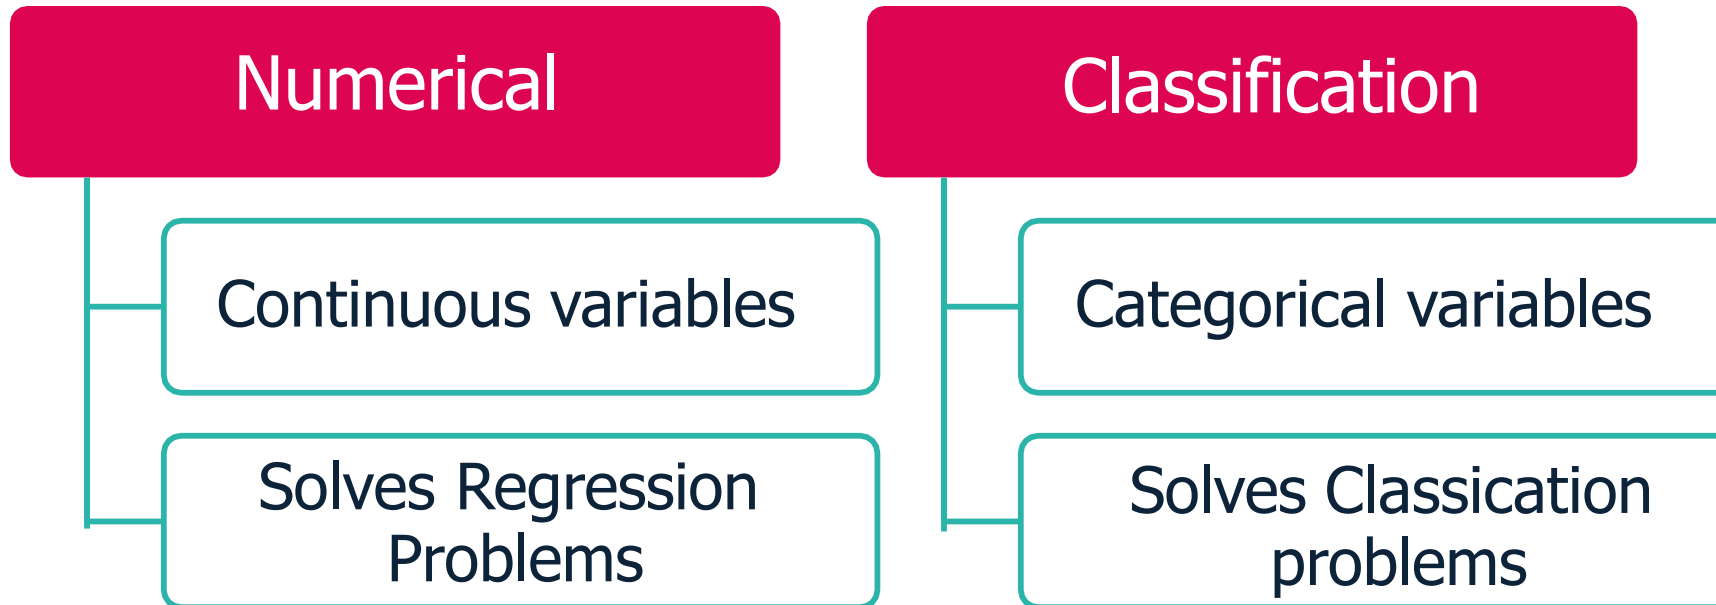 Numerical
Continuous variables
Solves Regression
Problems
Classification
Categorical variables
Solves Classication
problems